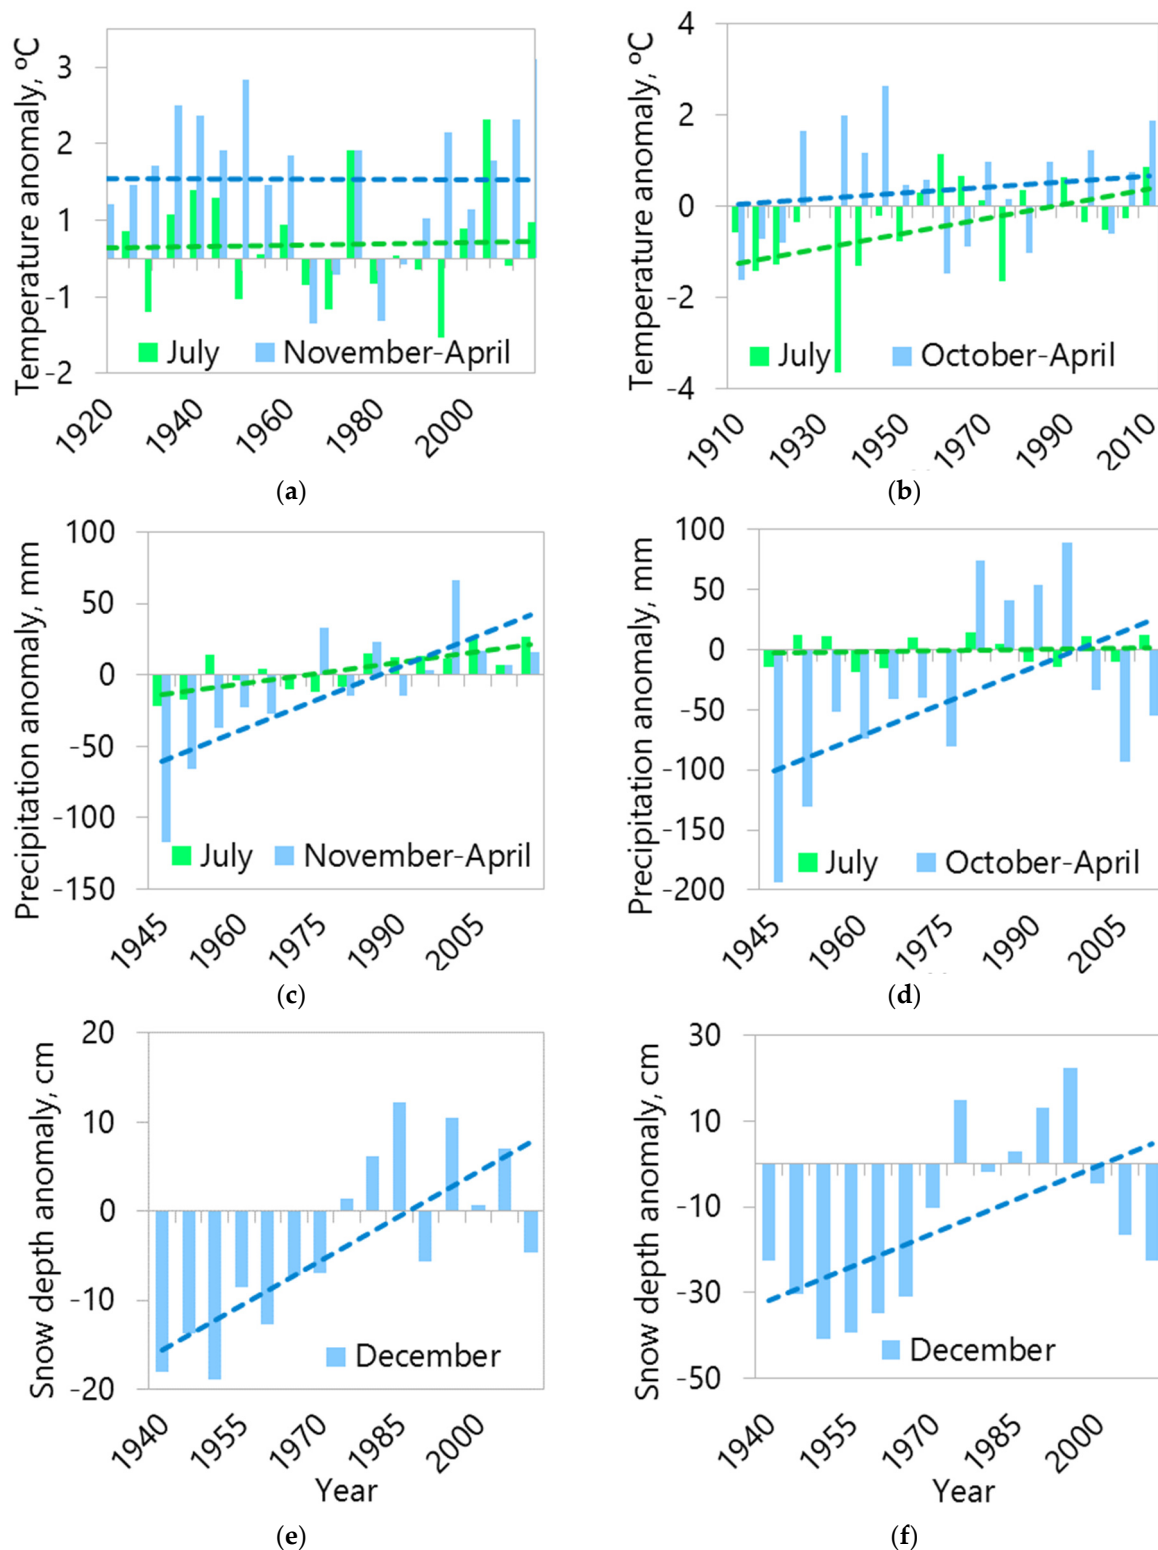 Temperature anomaly, ºC
3
2
1
-1
-2
July
November-April
1920
1940
1960
1980
2000
(a)
Temperature anomaly, ºC
4
2
0
-2
-4
July
October-April
1910
1930
1950
1970
1990
2010
(b)
Precipitation anomaly, mm
100
50
0
-50
-100
-150
July
November-April
1945
1960
1975
1990
2005
(c)
Precipitation anomaly, mm
100
50
0
-50
-100
-150
-200
July
October-April
1945
1960
1975
1990
2005
(d)
Snow depth anomaly, cm
20
10
0
-10
-20
December
1940
1955
1970
1985
2000
Year
(e)
Snow depth anomaly, cm
30
10
-10
-30
-50
December
1940
1955
1970
1985
2000
Year
(f)